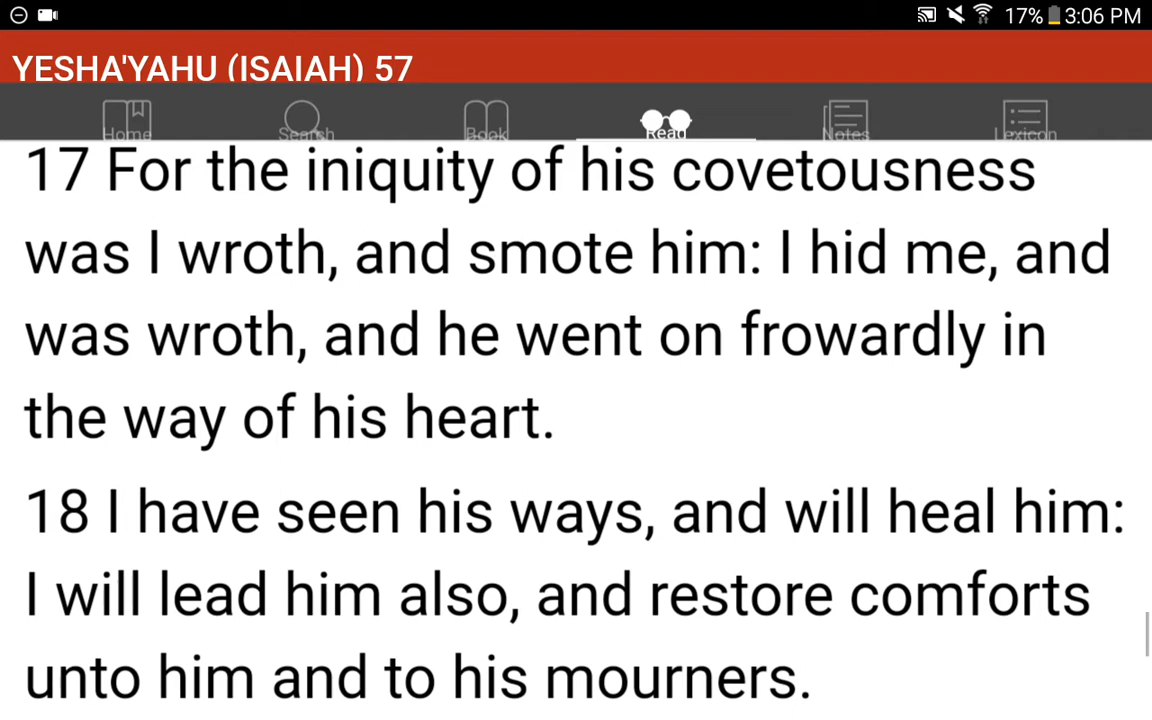 17% 3:06 PM
YESHA'YAHU (ISAIAH) 57
Home Search Book Read Notes Lexicon
17 For the iniquity of his covetousness
was I wroth, and smote him: I hid me, and
was wroth, and he went on frowardly in
the way of his heart.
18 I have seen his ways, and will heal him:
I will lead him also, and restore comforts
unto him and to his mourners.